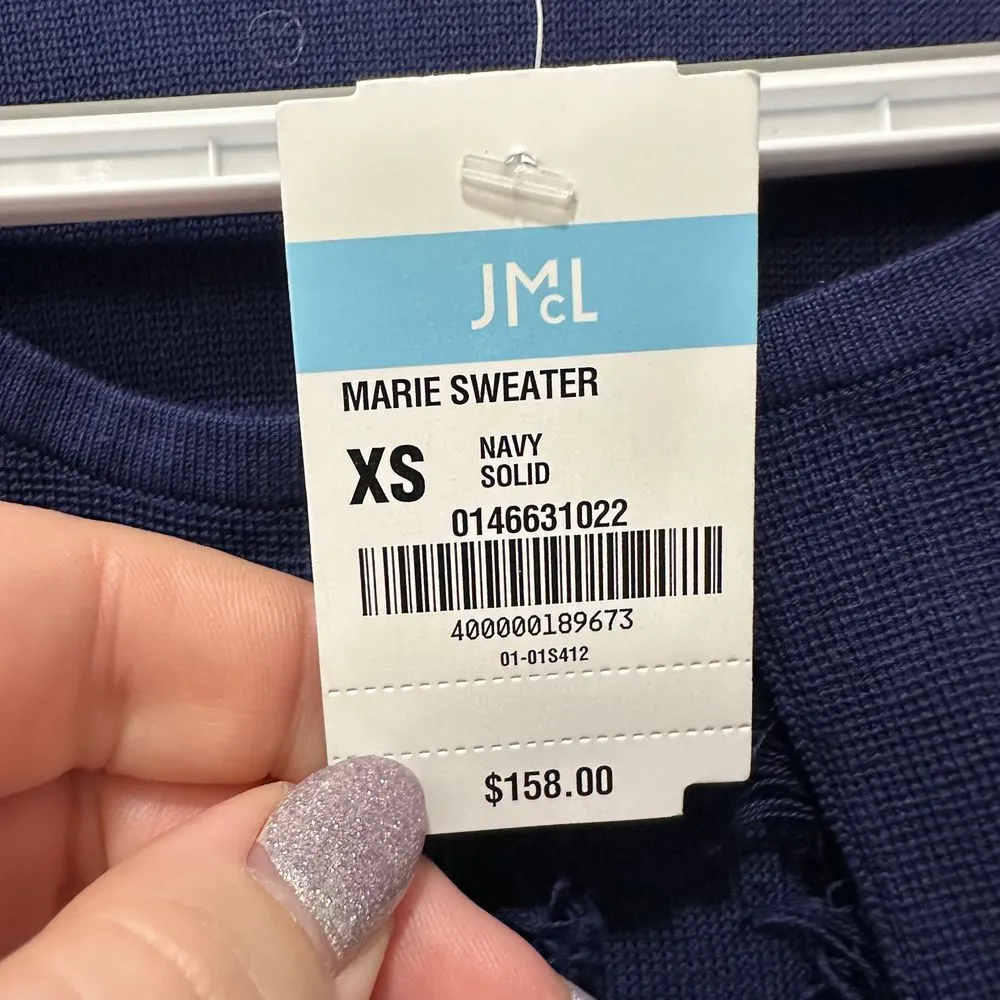 JMcL
MARIE SWEATER
XS
NAVY
SOLID
0146631022
400000189673
01-01S412
$158.00